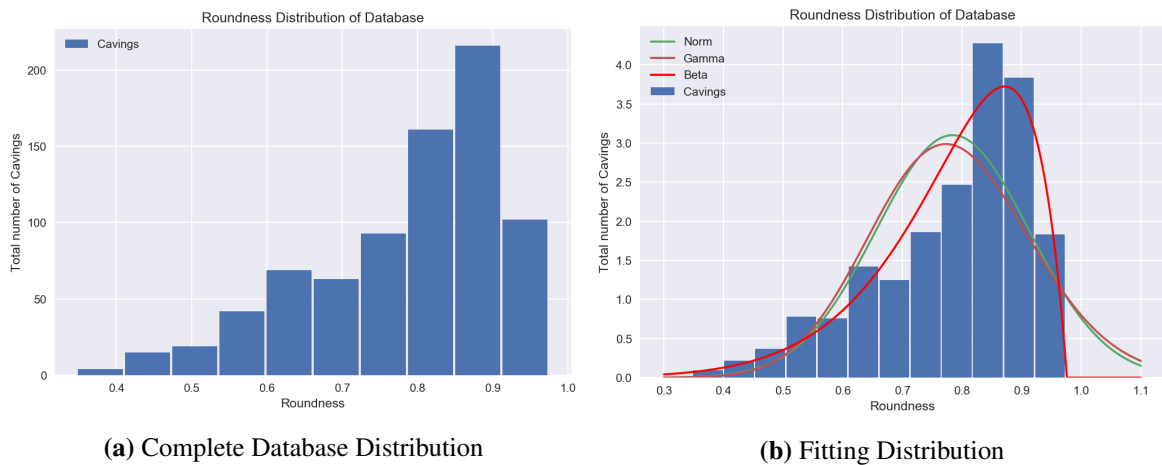 Roundness Distribution of Database
Cavings
Total number of Cavings
200
150
100
50
0
0.4 0.5 0.6 0.7 0.8 0.9 1.0
Roundness
(a) Complete Database Distribution
Roundness Distribution of Database
Norm
Gamma
Beta
Cavings
Total number of Cavings
4.0
3.5
3.0
2.5
2.0
1.5
1.0
0.5
0.0
0.3 0.4 0.5 0.6 0.7 0.8 0.9 1.0 1.1
Roundness
(b) Fitting Distribution